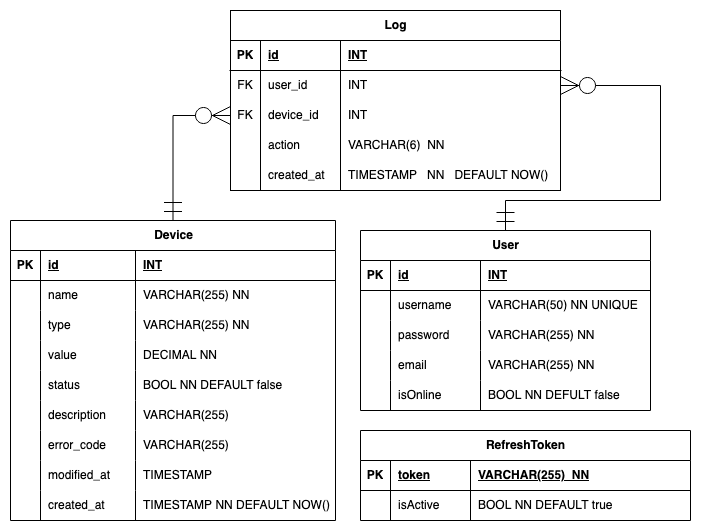 Log
PK id INT
FK user_id INT
FK device_id INT
action VARCHAR(6) NN
created_at TIMESTAMP NN DEFAULT NOW()
Device
PK id INT
name VARCHAR(255) NN
type VARCHAR(255) NN
value DECIMAL NN
status BOOL NN DEFAULT false
description VARCHAR(255)
error_code VARCHAR(255)
modified_at TIMESTAMP
created_at TIMESTAMP NN DEFAULT NOW()
User
PK id INT
username VARCHAR(50) NN UNIQUE
password VARCHAR(255) NN
email VARCHAR(255) NN
isOnline BOOL NN DEFULT false
RefreshToken
PK token VARCHAR(255) NN
isActive BOOL NN DEFAULT true